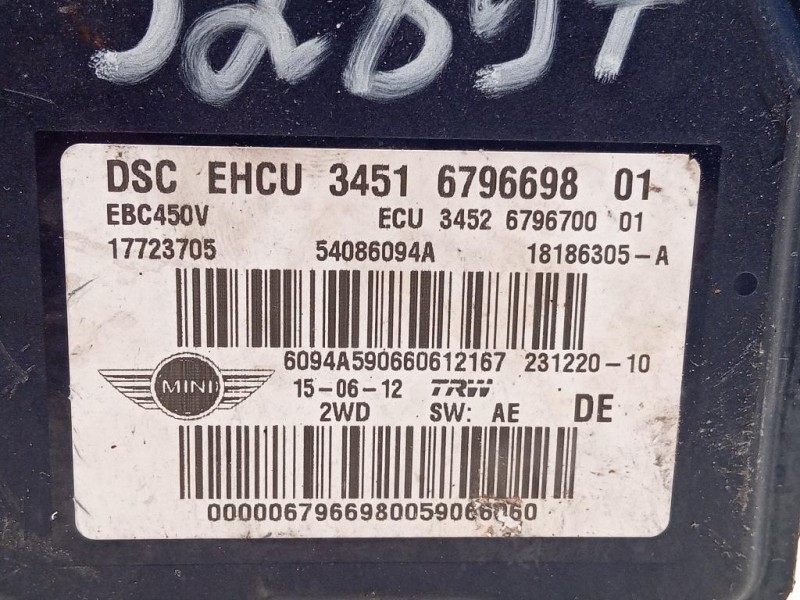 DSC EHCU 3451 6796698 01
EBC450V ECU 3452 6796700 01
17723705 54086094A 18186305-A
6094A590660612167 231220-10
MINI 15-06-12 TRW
2WD SW: AE DE
0000067966980059066060